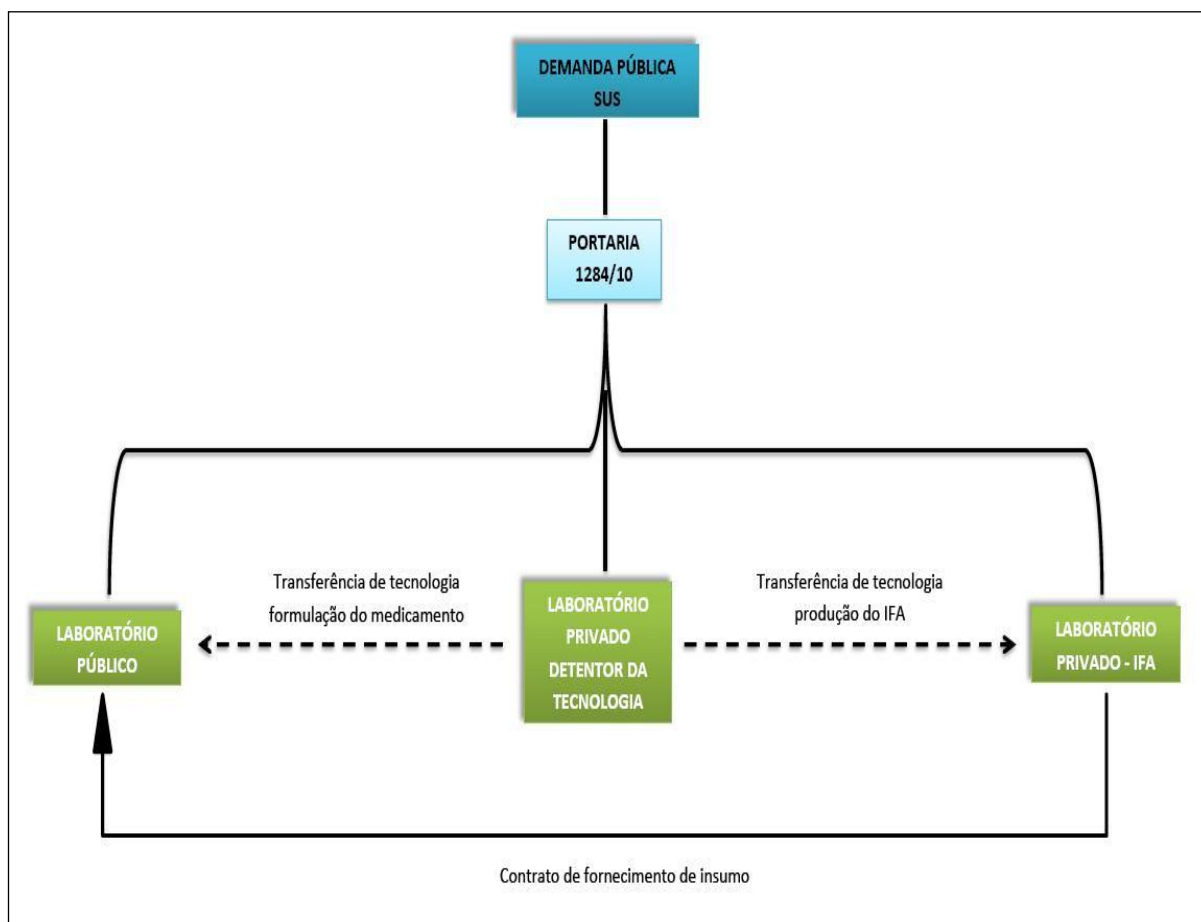 DEMANDA PÚBLICA
SUS
PORTARIA
1284/10
Transferência de tecnologia
formulação do medicamento
Transferência de tecnologia
produção do IFA
LABORATÓRIO
PÚBLICO
LABORATÓRIO
PRIVADO
DETENTOR DA
TECNOLOGIA
LABORATÓRIO
PRIVADO - IFA
Contrato de fornecimento de insumo